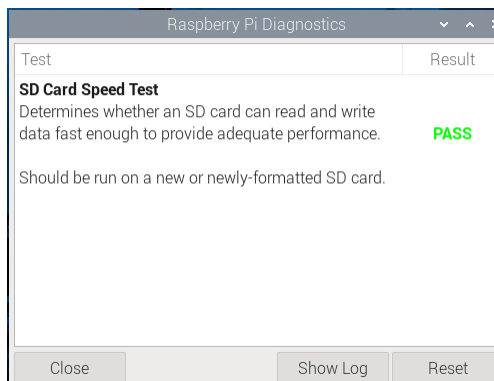 Raspberry Pi Diagnostics
Test Result
SD Card Speed Test
Determines whether an SD card can read and write
data fast enough to provide adequate performance. PASS
Should be run on a new or newly-formatted SD card.
Close Show Log Reset